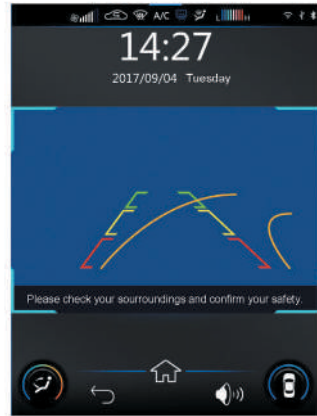 A/C L H
14:27
2017/09/04 Tuesday
Please check your sourroundings and confirm your safety.